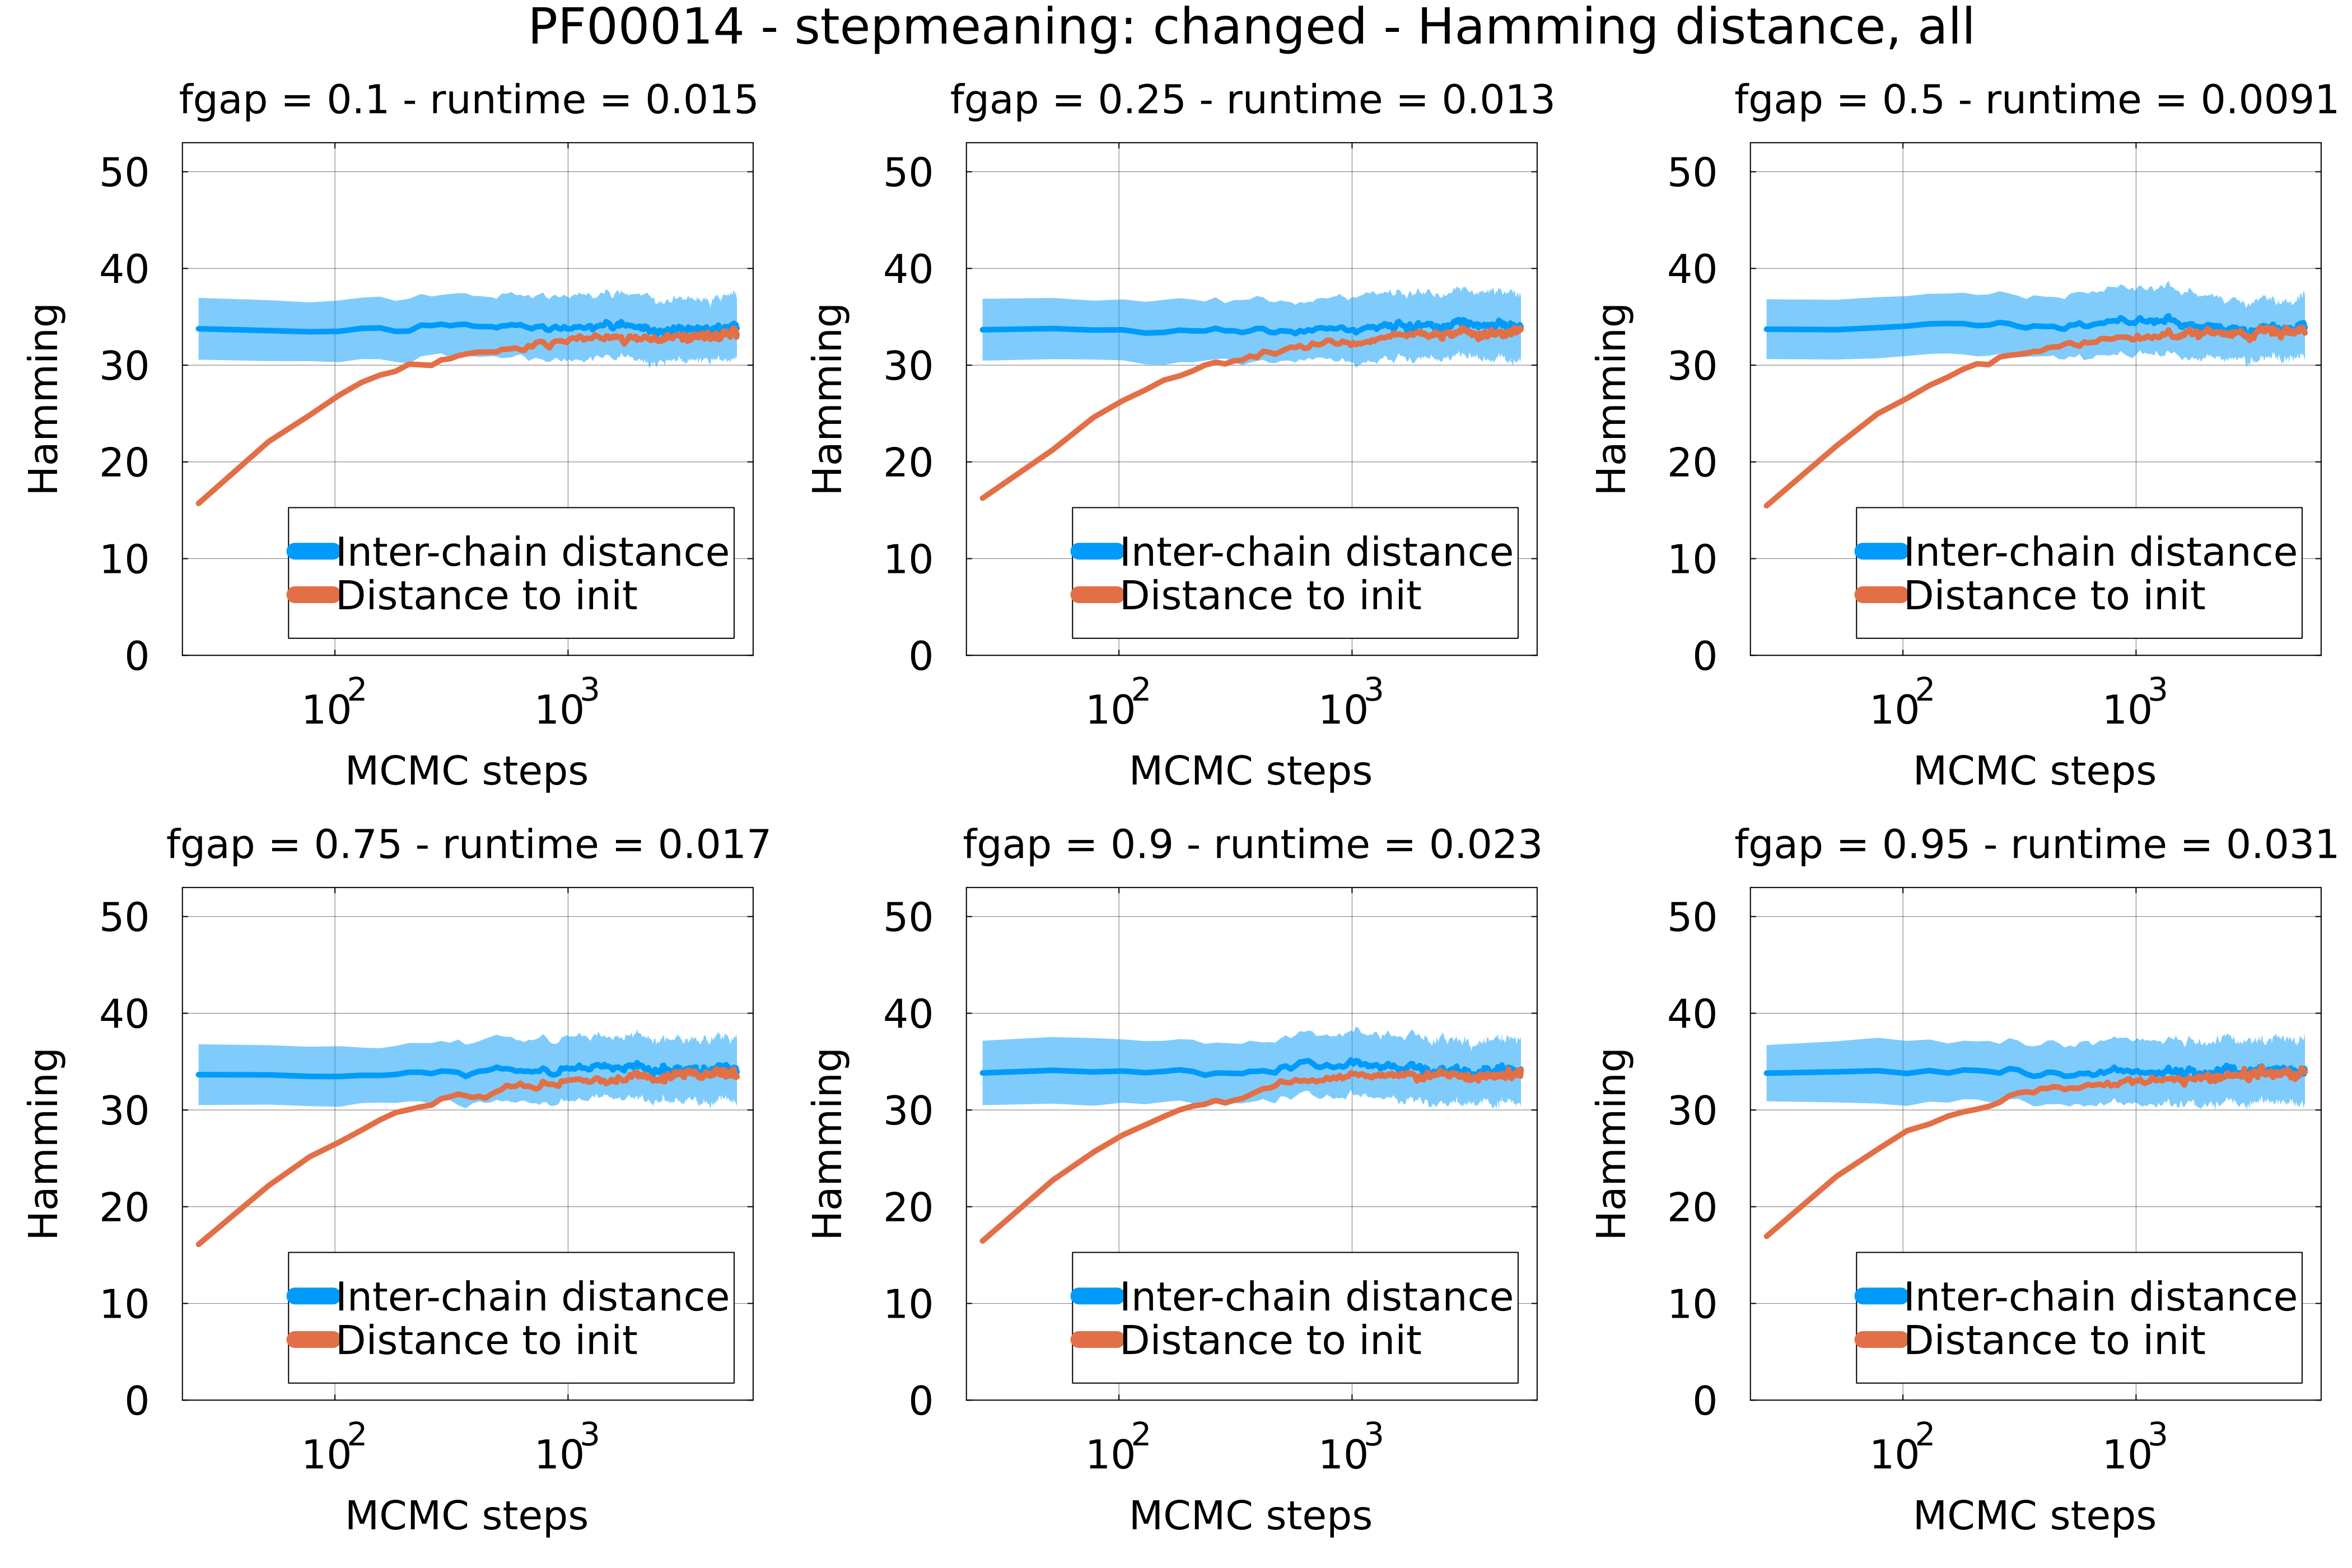 PF00014 - stepmeaning: changed - Hamming distance, all
fgap = 0.1 - runtime = 0.015
50
40
30
20
10
0
Hamming
Inter-chain distance
Distance to init
10^2
10^3
MCMC steps
fgap = 0.25 - runtime = 0.013
50
40
30
20
10
0
Hamming
Inter-chain distance
Distance to init
10^2
10^3
MCMC steps
fgap = 0.5 - runtime = 0.0091
50
40
30
20
10
0
Hamming
Inter-chain distance
Distance to init
10^2
10^3
MCMC steps
fgap = 0.75 - runtime = 0.017
50
40
30
20
10
0
Hamming
Inter-chain distance
Distance to init
10^2
10^3
MCMC steps
fgap = 0.9 - runtime = 0.023
50
40
30
20
10
0
Hamming
Inter-chain distance
Distance to init
10^2
10^3
MCMC steps
fgap = 0.95 - runtime = 0.031
50
40
30
20
10
0
Hamming
Inter-chain distance
Distance to init
10^2
10^3
MCMC steps